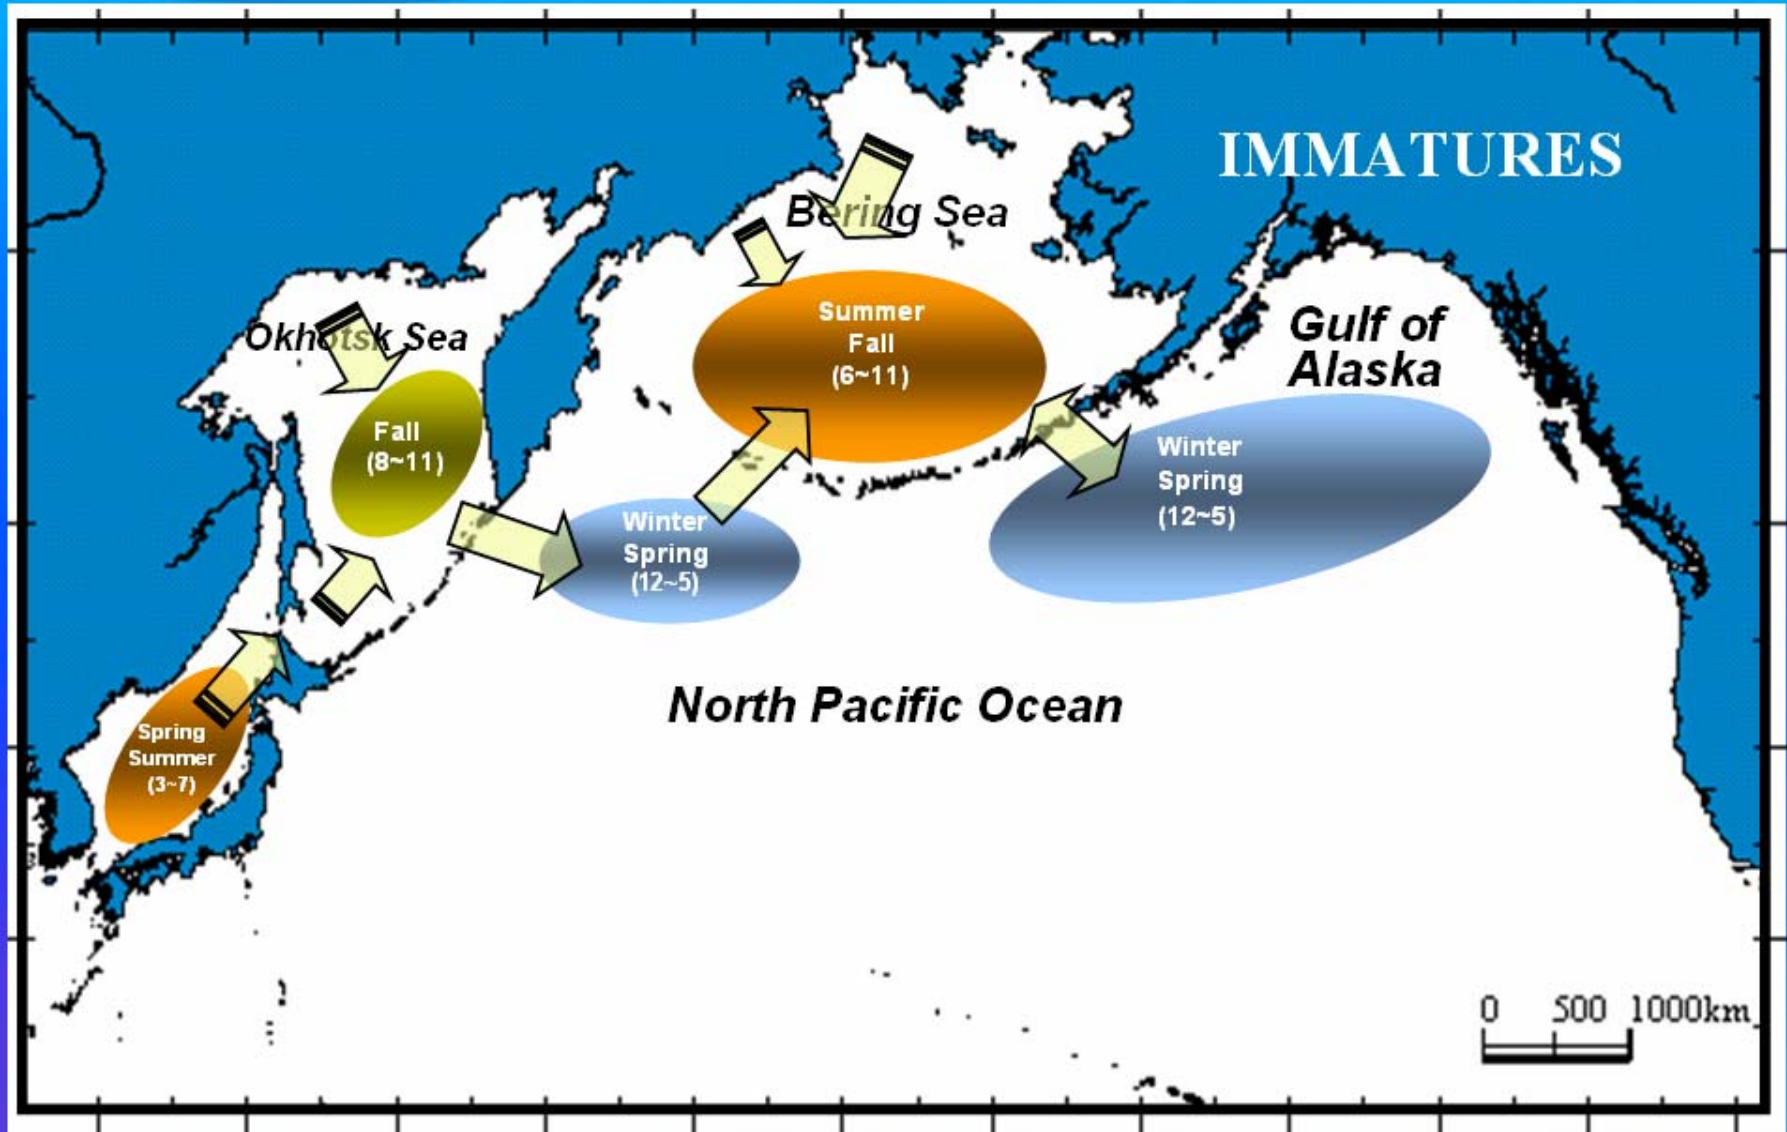 IMMATURES
Bering Sea
Okhotsk Sea
Summer
Fall
(6~11)
Gulf of
Alaska
Fall
(8~11)
Winter
Spring
(12~5)
Winter
Spring
(12~5)
North Pacific Ocean
Spring
Summer
(3~7)
0 500 1000km